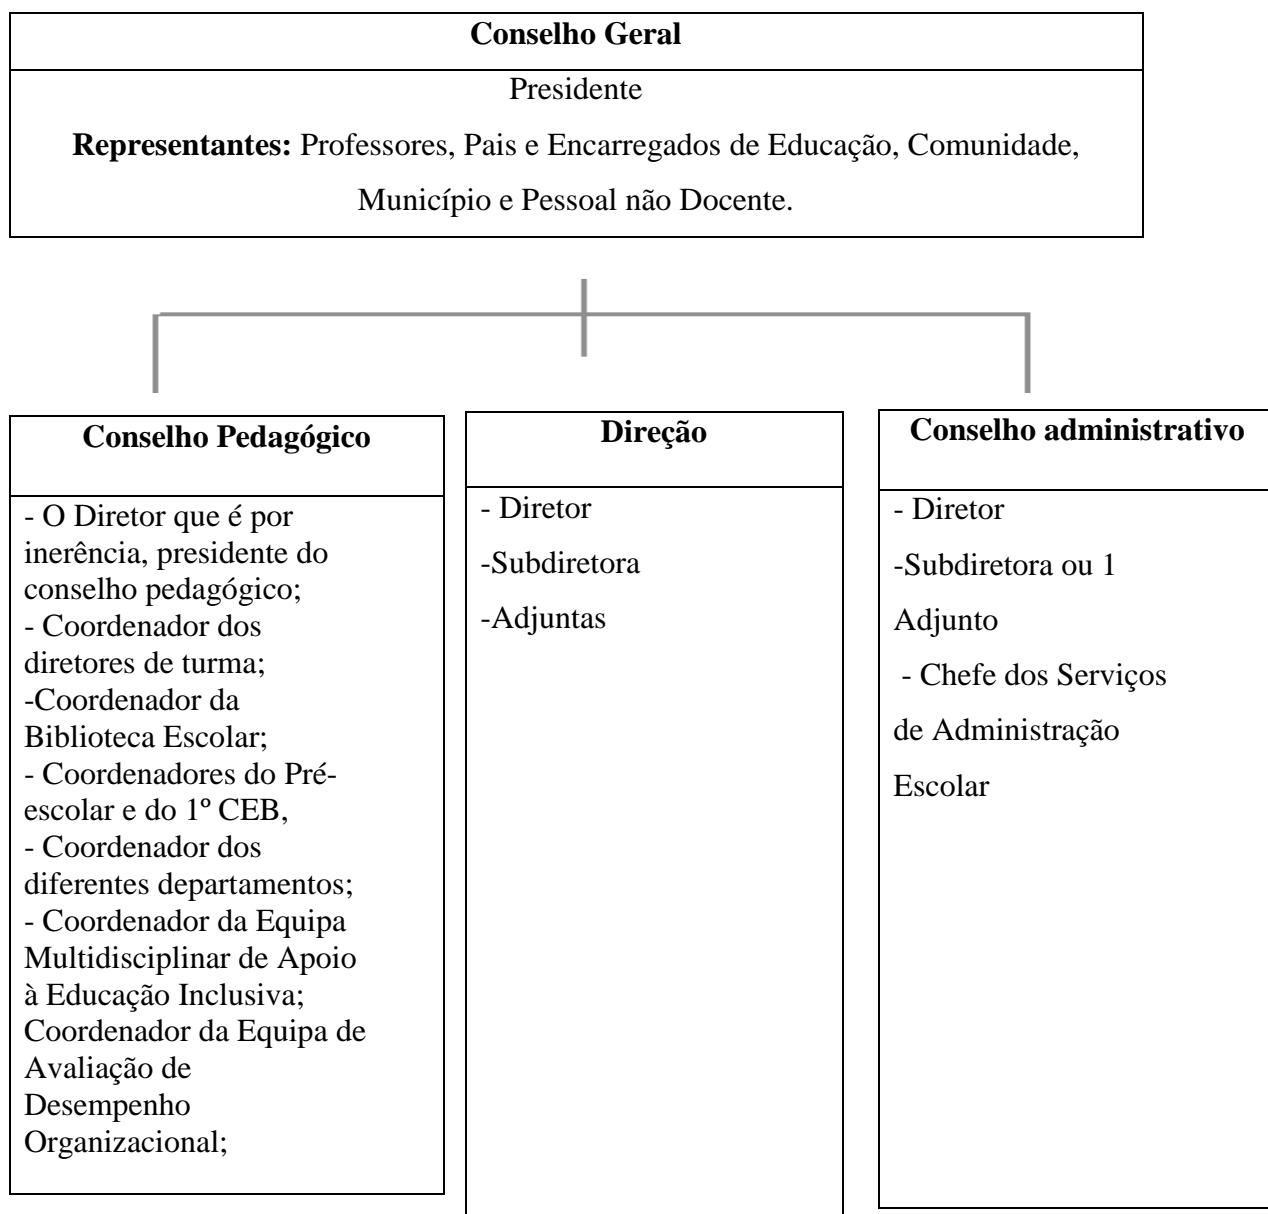 Conselho Geral
Presidente
Representantes: Professores, Pais e Encarregados de Educação, Comunidade,
Município e Pessoal não Docente.
Conselho Pedagógico
- O Diretor que é por
inerência, presidente do
conselho pedagógico;
- Coordenador dos
diretores de turma;
-Coordenador da
Biblioteca Escolar;
- Coordenadores do Pré-
escolar e do 1º CEB,
- Coordenador dos
diferentes departamentos;
- Coordenador da Equipa
Multidisciplinar de Apoio
à Educação Inclusiva;
Coordenador da Equipa de
Avaliação de
Desempenho
Organizacional;
Direção
- Diretor
-Subdiretora
-Adjuntas
Conselho administrativo
- Diretor
-Subdiretora ou 1
Adjunto
- Chefe dos Serviços
de Administração
Escolar